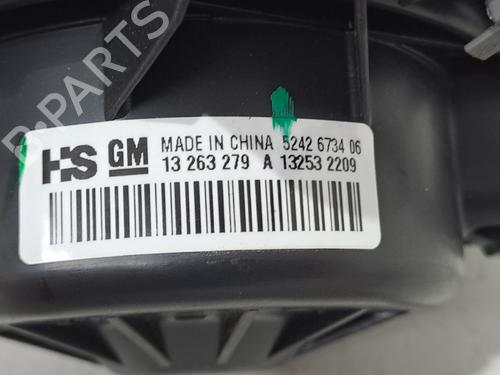 B-PARTS
HS GM MADE IN CHINA 5242 6734 06
13 263 279 A 13253 2209